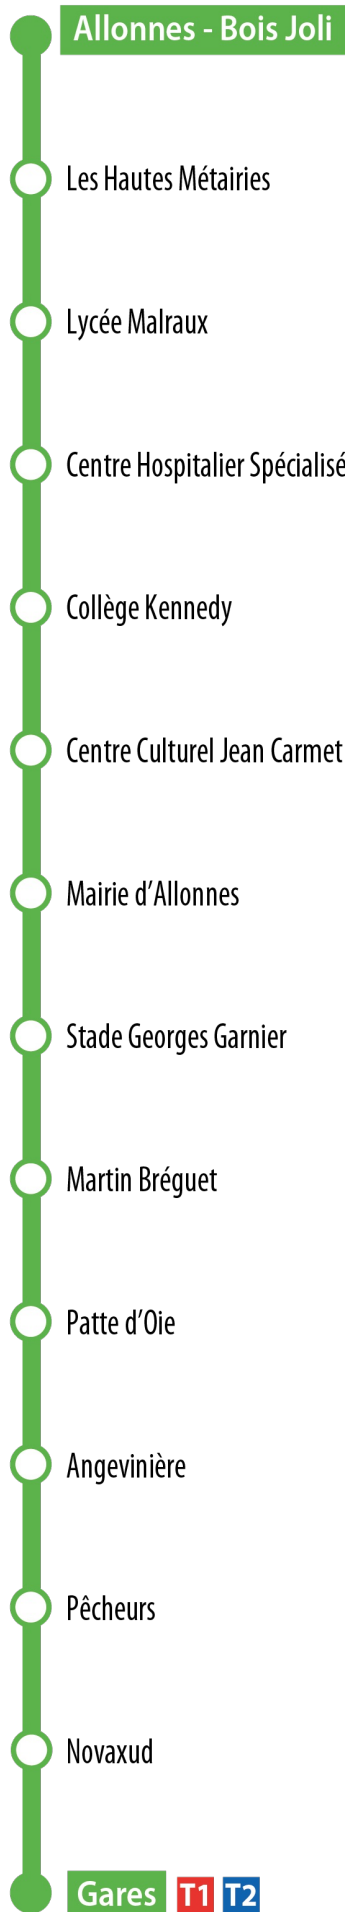 Allonnes - Bois Joli
Les Hautes Métairies
Lycée Malraux
Centre Hospitalier Spécialisé
Collège Kennedy
Centre Culturel Jean Carmet
Mairie d’Allonnes
Stade Georges Garnier
Martin Bréguet
Patte d’Oie
Angevinière
Pêcheurs
Novaxud
Gares T1 T2